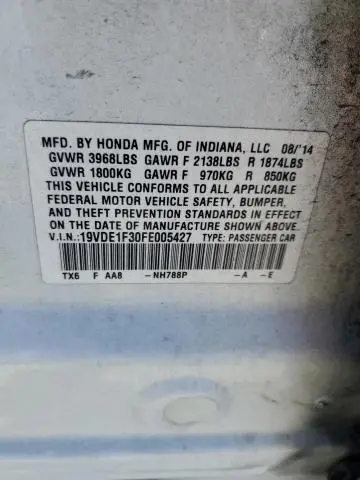 MFD. BY HONDA MFG. OF INDIANA, LLC 08/'14
GVWR 3968LBS GAWR F 2138LBS R 1874LBS
GVWR 1800KG GAWR F 970KG R 850KG
THIS VEHICLE CONFORMS TO ALL APPLICABLE
FEDERAL MOTOR VEHICLE SAFETY, BUMPER,
AND THEFT PREVENTION STANDARDS IN EFFECT
ON THE DATE OF MANUFACTURE SHOWN ABOVE.
V.I.N.:19VDE1F30FE005427 TYPE: PASSENGER CAR
TX6 F AA8 -NH788P -A -E